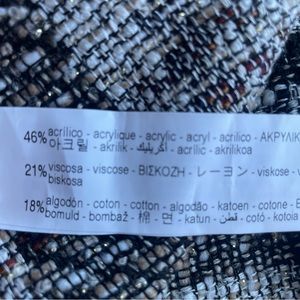 46% acrílico - acrylique - acrylic - acryl - acrilico - ΑΚΡΥΛΙΚ
아크릴 - akrilik - أكريليك - acrílic - akrilikoa
21% viscosa - viscose - ΒΙΣΚΟΖΗ - レーヨン - viskose - v
biskosa
18% algodón - coton - cotton - algodão - katoen - cotone - B
bomuld - bombaž - 棉 - 면 - katun - قطن - cotó - kotoia